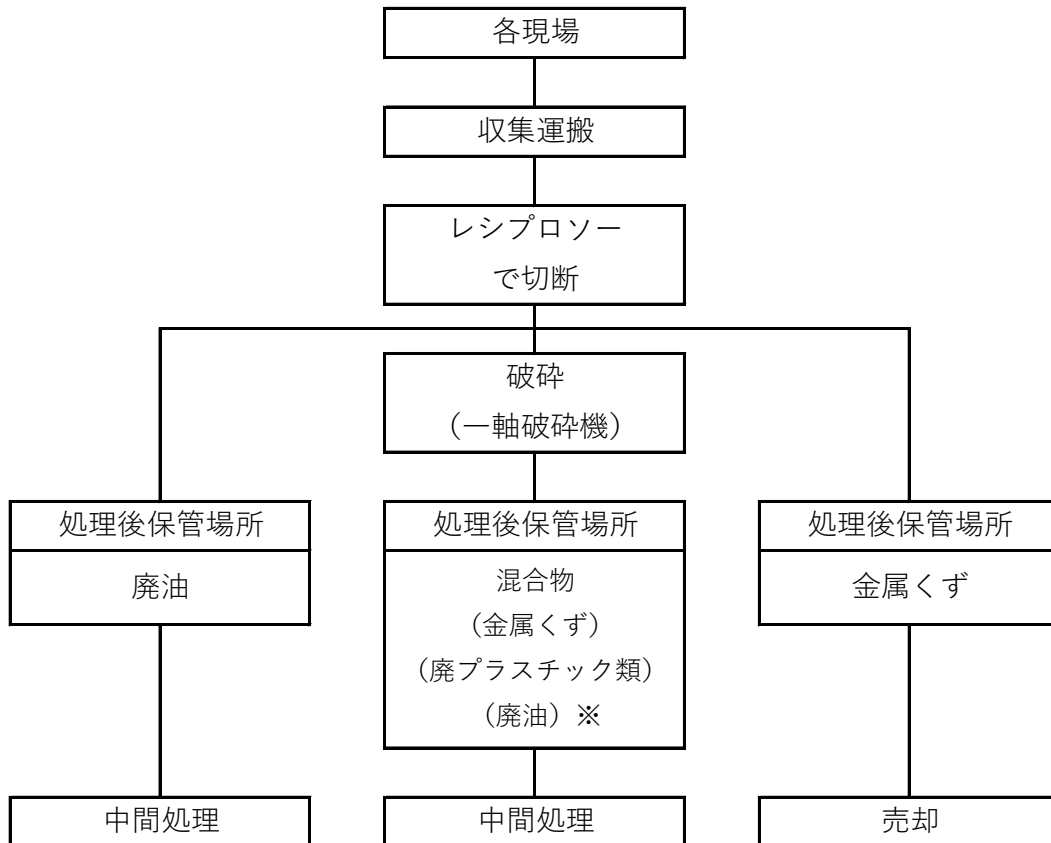 各現場
収集運搬
レシプロソー
で切断
破砕
(一軸破砕機)
処理後保管場所
廃油
処理後保管場所
混合物
(金属くず)
(廃プラスチック類)
(廃油)※
処理後保管場所
金属くず
中間処理
中間処理
売却